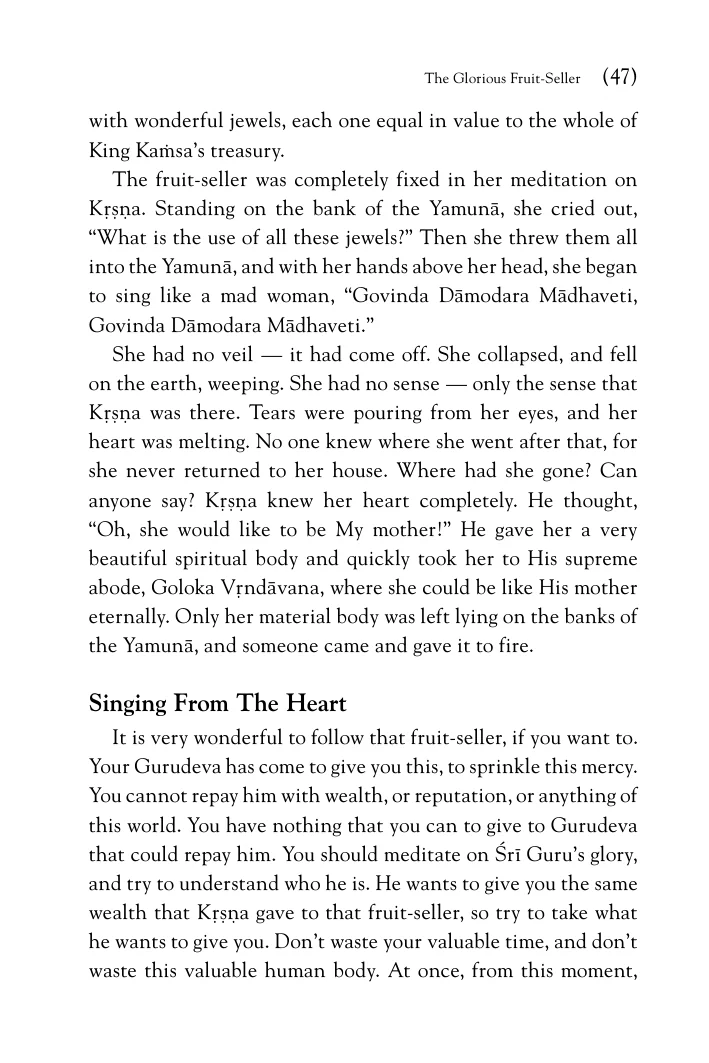 The Glorious Fruit-Seller (47)
with wonderful jewels, each one equal in value to the whole of
King Kaṁsa’s treasury.
The fruit-seller was completely fixed in her meditation on
Kṛṣṇa. Standing on the bank of the Yamunā, she cried out,
“What is the use of all these jewels?” Then she threw them all
into the Yamunā, and with her hands above her head, she began
to sing like a mad woman, “Govinda Dāmodara Mādhaveti,
Govinda Dāmodara Mādhaveti.”
She had no veil — it had come off. She collapsed, and fell
on the earth, weeping. She had no sense — only the sense that
Kṛṣṇa was there. Tears were pouring from her eyes, and her
heart was melting. No one knew where she went after that, for
she never returned to her house. Where had she gone? Can
anyone say? Kṛṣṇa knew her heart completely. He thought,
“Oh, she would like to be My mother!” He gave her a very
beautiful spiritual body and quickly took her to His supreme
abode, Goloka Vṛndāvana, where she could be like His mother
eternally. Only her material body was left lying on the banks of
the Yamunā, and someone came and gave it to fire.
Singing From The Heart
It is very wonderful to follow that fruit-seller, if you want to.
Your Gurudeva has come to give you this, to sprinkle this mercy.
You cannot repay him with wealth, or reputation, or anything of
this world. You have nothing that you can to give to Gurudeva
that could repay him. You should meditate on Śrī Guru’s glory,
and try to understand who he is. He wants to give you the same
wealth that Kṛṣṇa gave to that fruit-seller, so try to take what
he wants to give you. Don’t waste your valuable time, and don’t
waste this valuable human body. At once, from this moment,